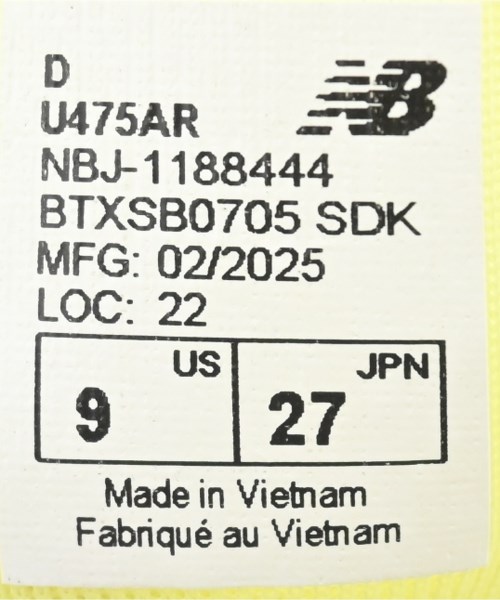 D
U475AR
NBJ-1188444
BTXSB0705 SDK
MFG: 02/2025
LOC: 22
US
9
JPN
27
Made in Vietnam
Fabriqué au Vietnam